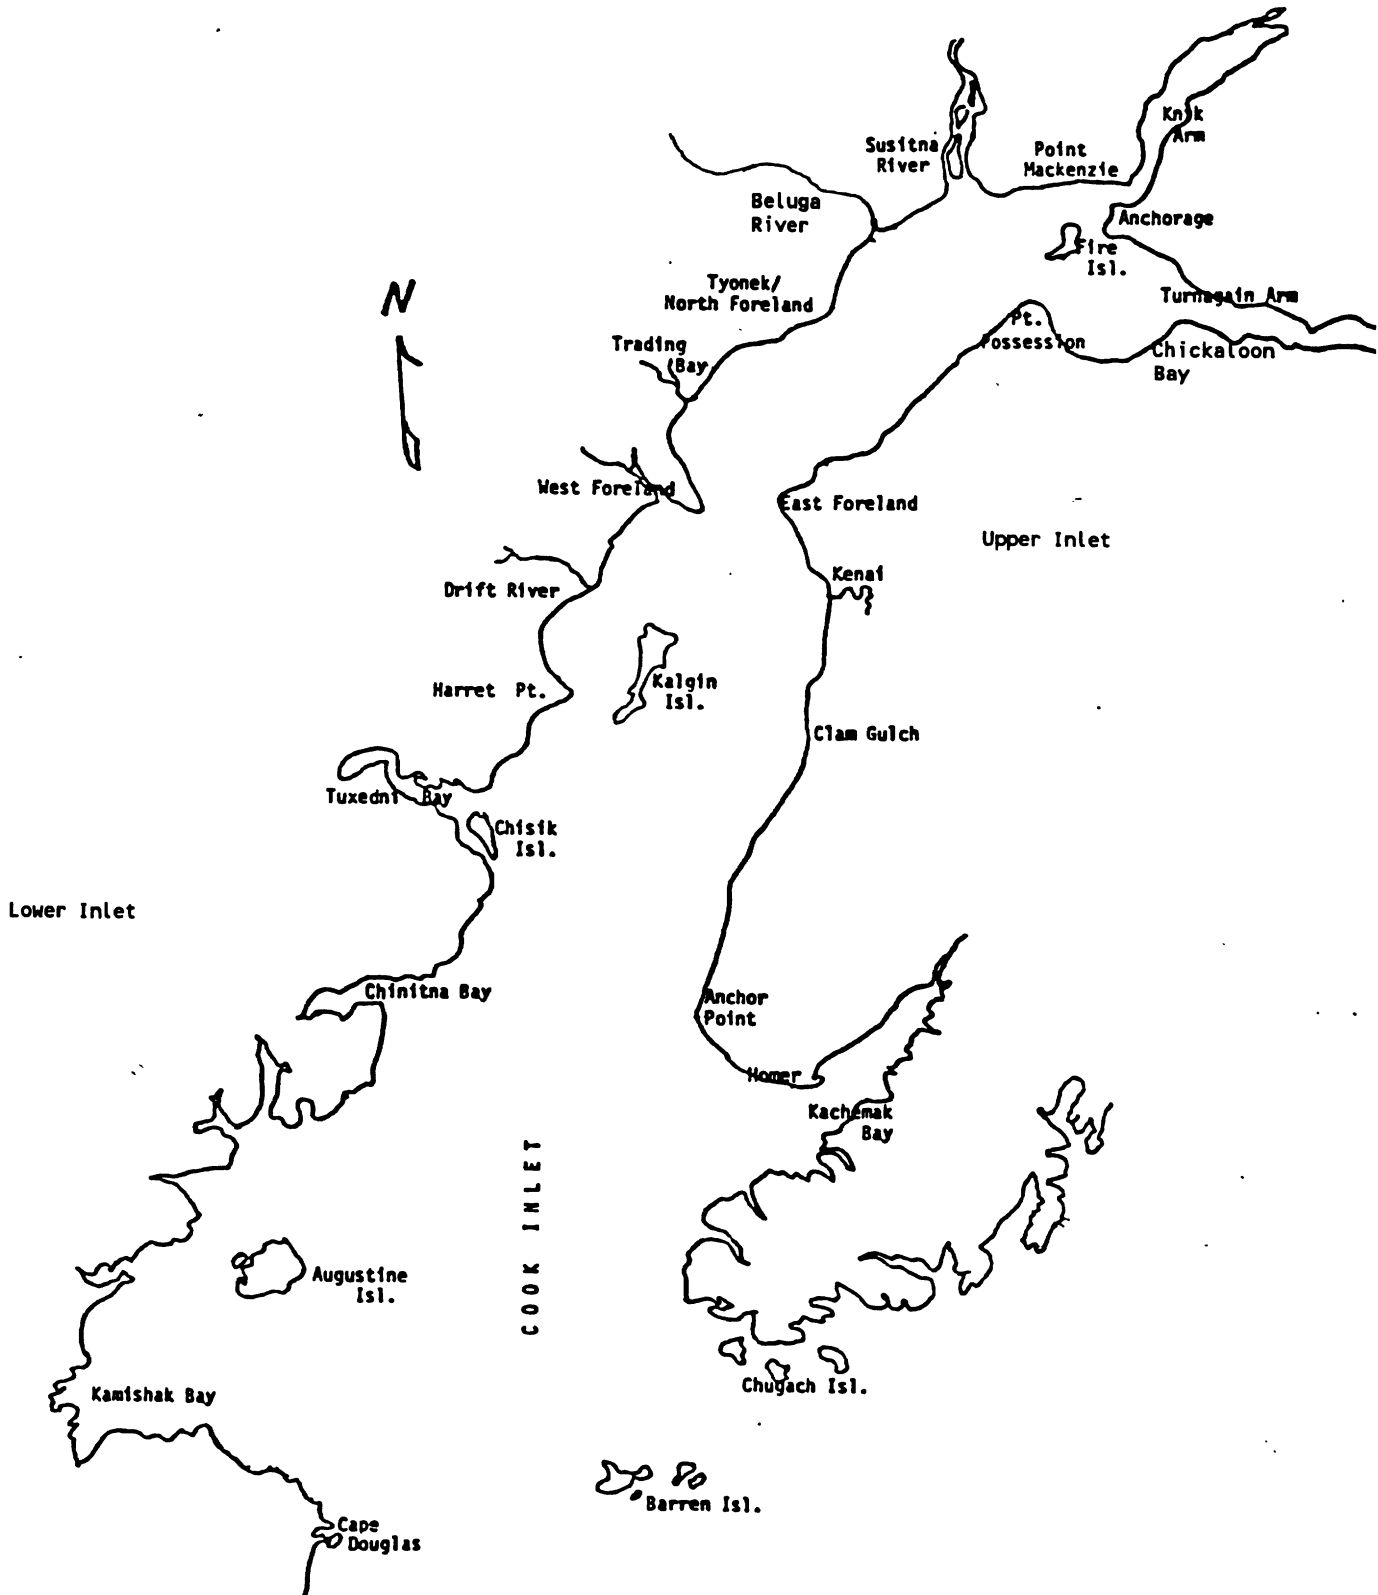 Knik
Arm
Susitna
River
Point
Mackenzie
Beluga
River
Anchorage
Fire
Isl.
Tyonek/
North Foreland
Turnagain Arm
N
Pt.
Possession
Trading
Bay
Chickaloon
Bay
West Foreland
East Foreland
Upper Inlet
Kenai
Drift River
Harret Pt.
Kalgin
Isl.
Clam Gulch
Tuxedni Bay
Chisik
Isl.
Lower Inlet
Chinitna Bay
Anchor
Point
Homer
Kachemak
Bay
COOK INLET
Augustine
Isl.
Kamishak Bay
Chugach Isl.
Barren Isl.
Cape
Douglas